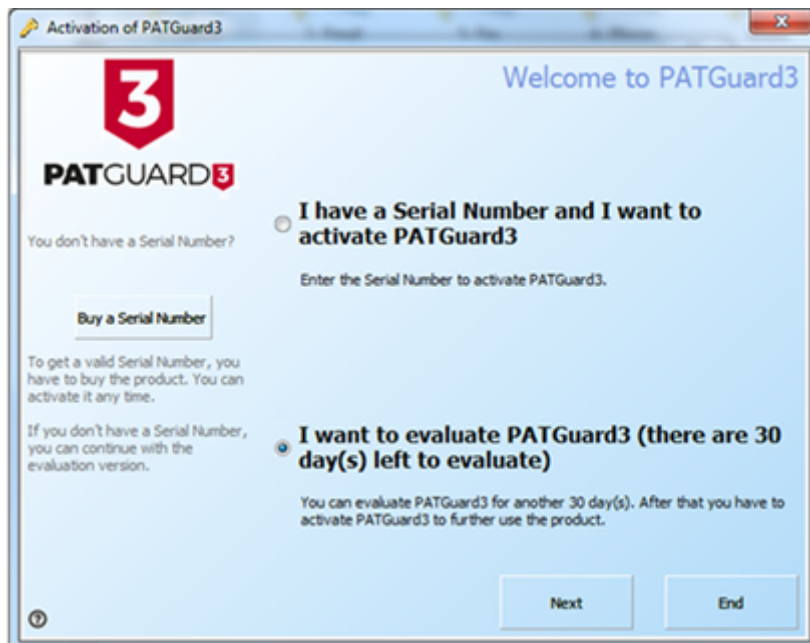 Activation of PATGuard3
Welcome to PATGuard3
3
PATGUARD3
You don't have a Serial Number?
Buy a Serial Number
To get a valid Serial Number, you
have to buy the product. You can
activate it any time.
If you don't have a Serial Number,
you can continue with the
evaluation version.
I have a Serial Number and I want to
activate PATGuard3
Enter the Serial Number to activate PATGuard3.
I want to evaluate PATGuard3 (there are 30
day(s) left to evaluate)
You can evaluate PATGuard3 for another 30 day(s). After that you have to
activate PATGuard3 to further use the product.
Next
End